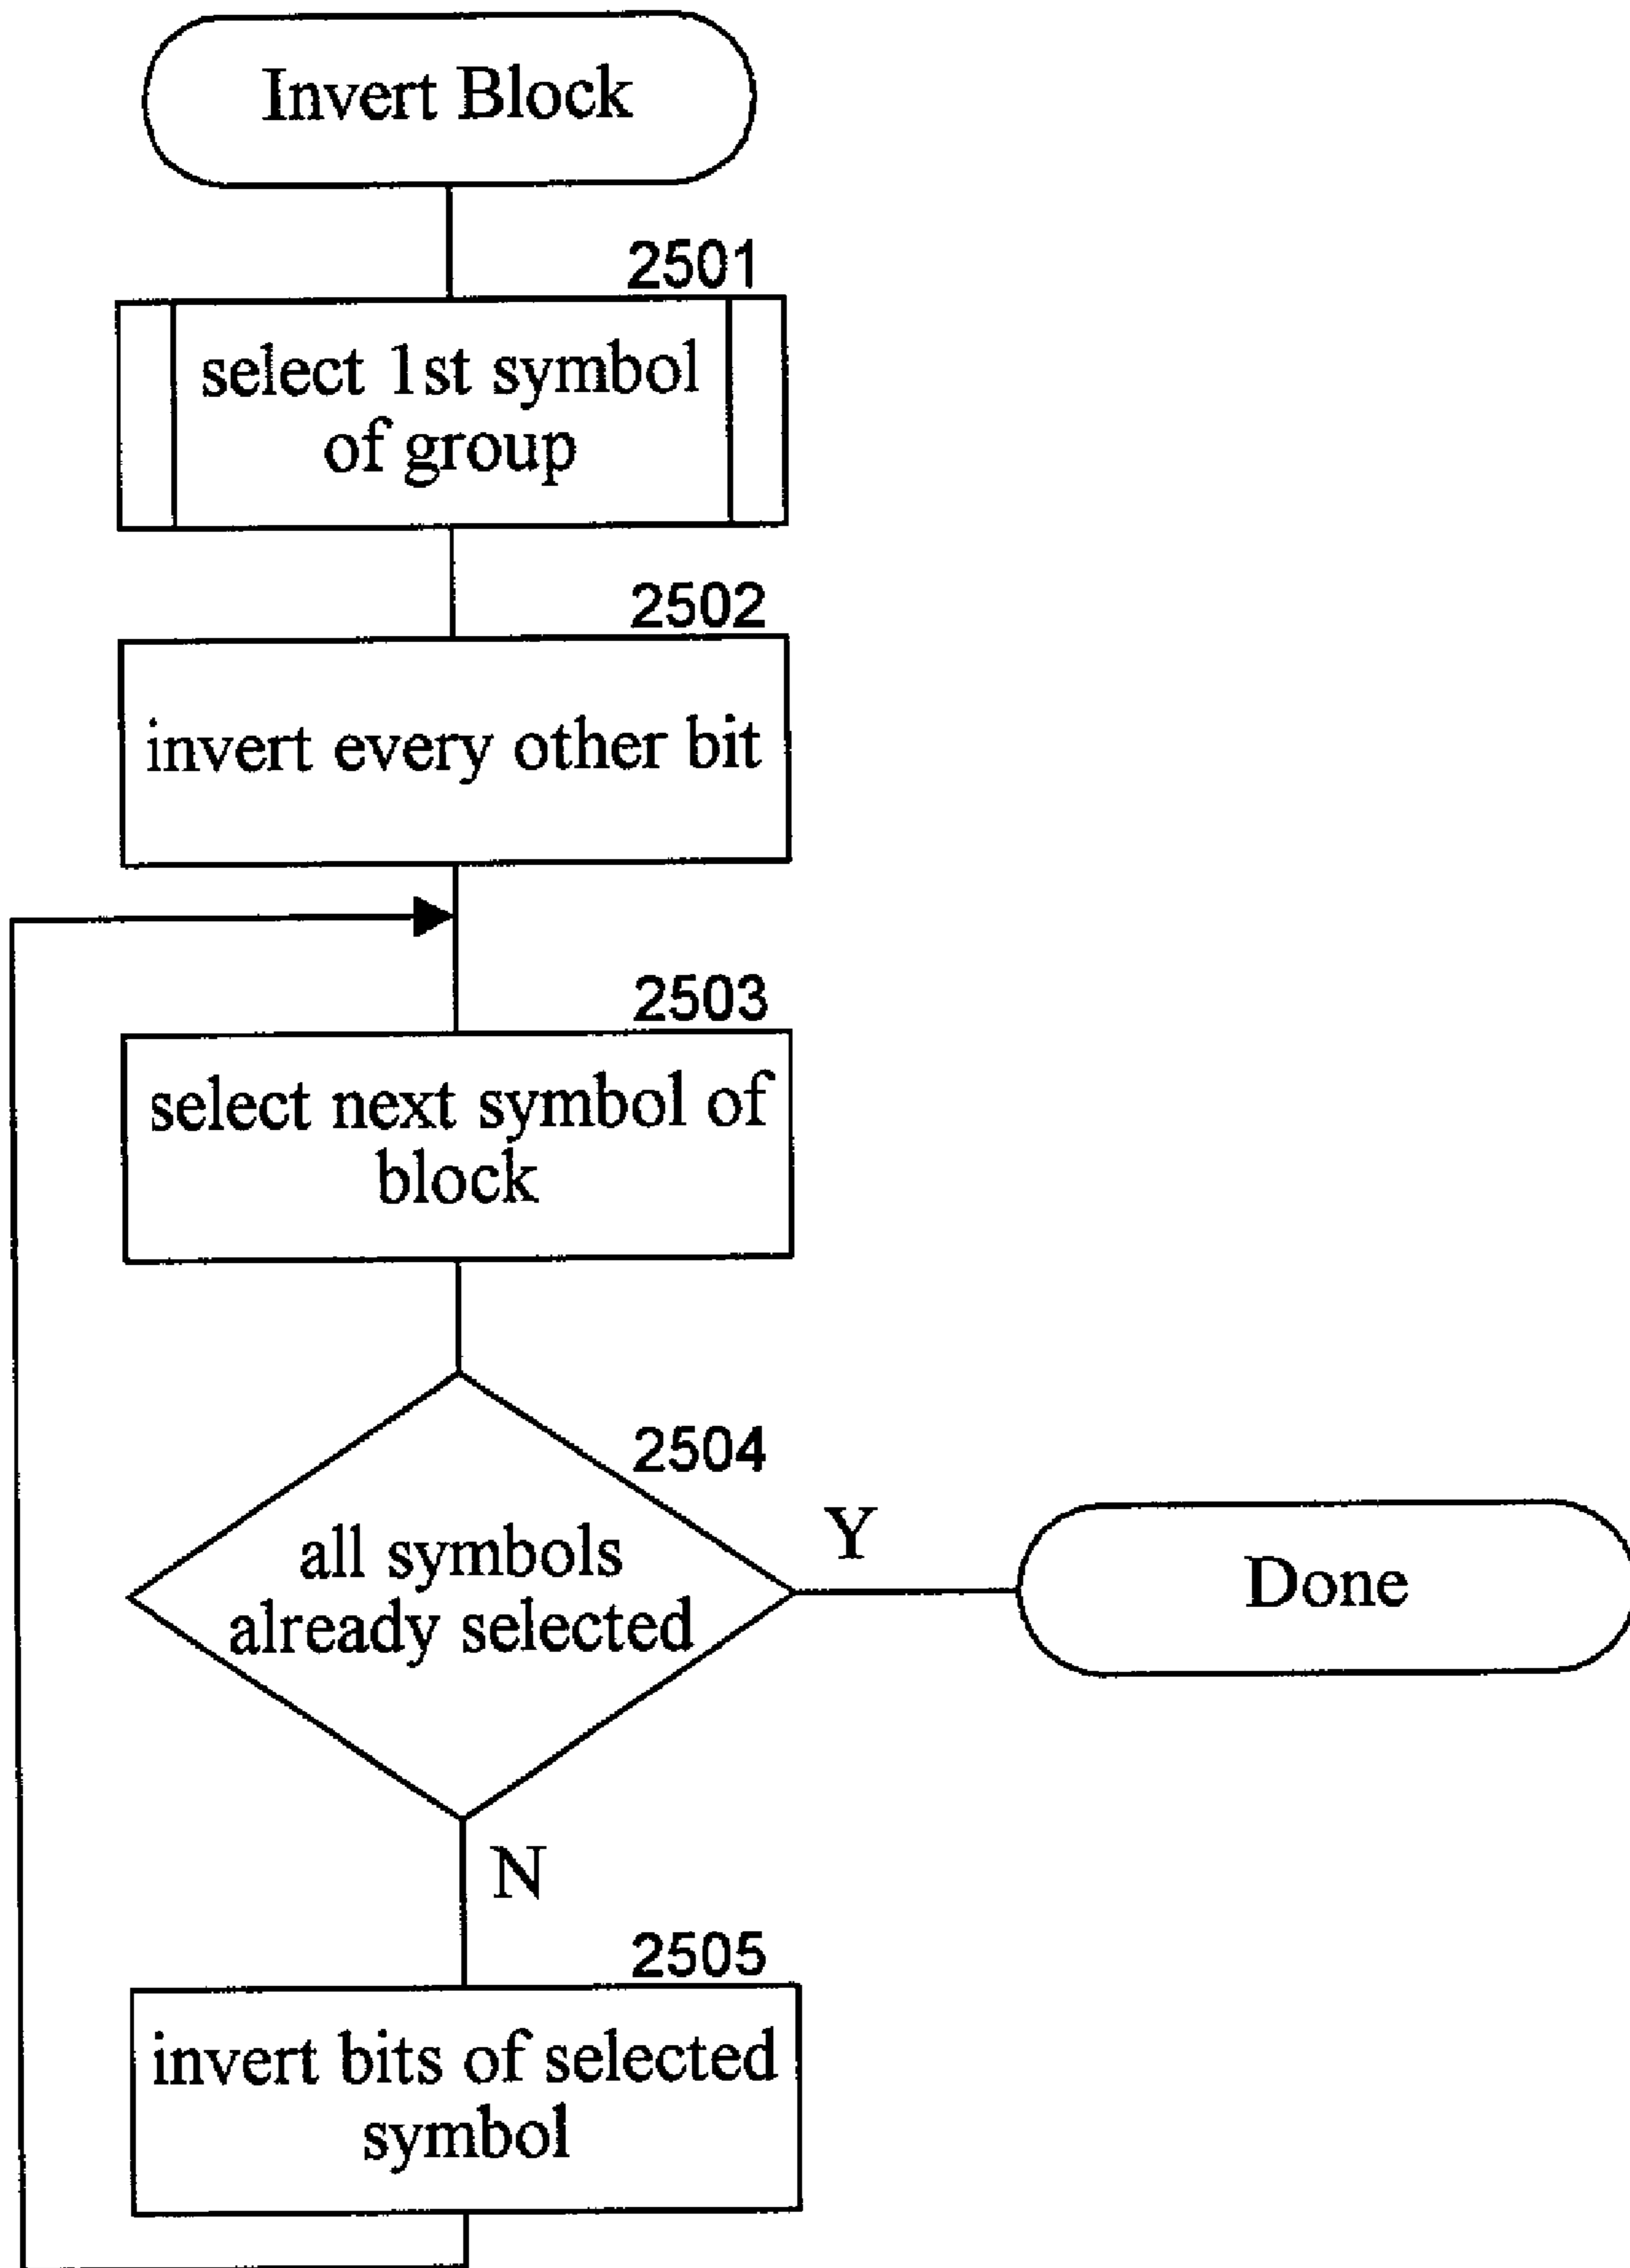 Invert Block
2501
select 1st symbol
of group
2502
invert every other bit
2503
select next symbol of
block
2504
all symbols
already selected
Y
Done
N
2505
invert bits of selected
symbol